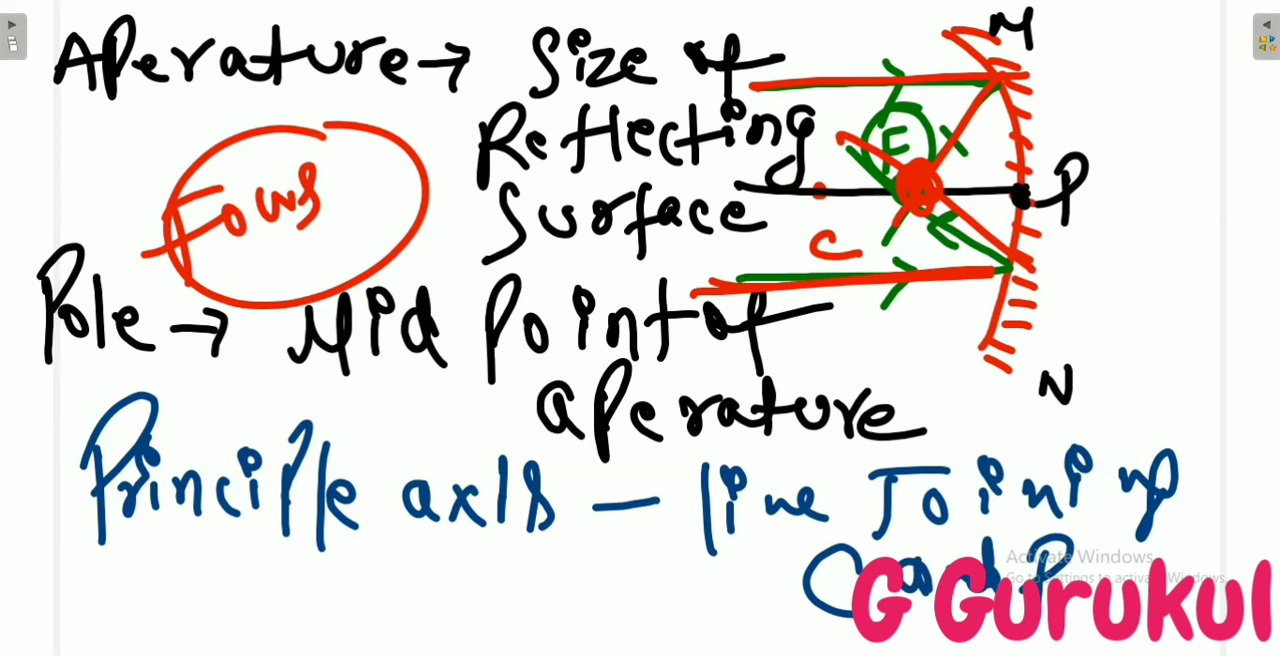 Aperature → Size of
Reflecting
Surface
Focus
M
F
P
C
N
Pole → Mid Point of
aperature
Principle axis — line Joining
C and P
Activate Windows
Go to Settings to activate Windows.
G Gurukul